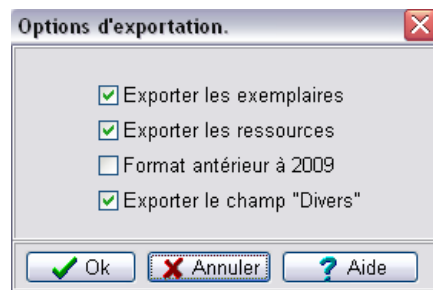 Options d'exportation.
Exporter les exemplaires
Exporter les ressources
Format antérieur à 2009
Exporter le champ "Divers"
Ok Annuler Aide